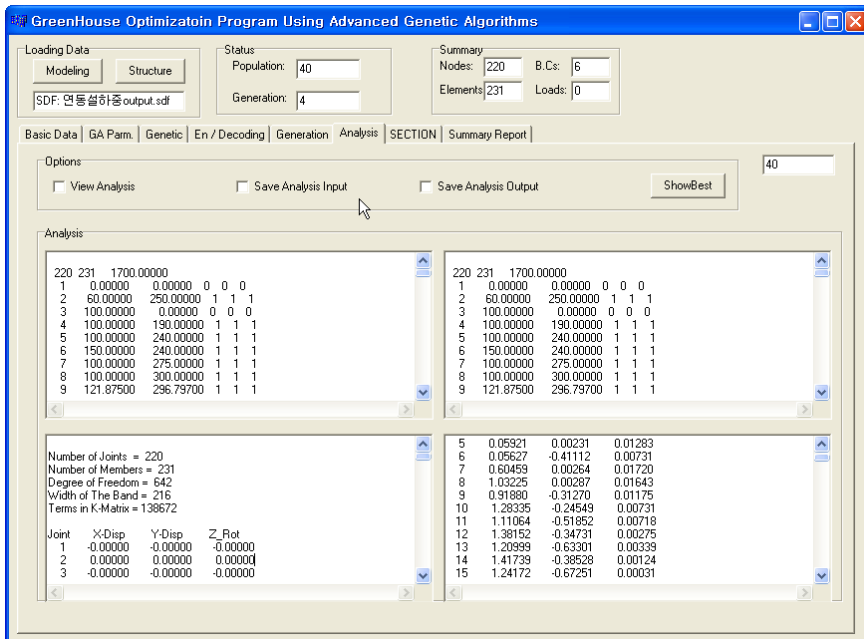 GreenHouse Optimizatoin Program Using Advanced Genetic Algorithms
Loading Data
Modeling
Structure
SDF: 연동설하중output.sdf
Status
Population:
40
Generation:
4
Summary
Nodes:
220
B.Cs:
6
Elements
231
Loads:
0
Basic Data
GA Parm.
Genetic
En / Decoding
Generation
Analysis
SECTION
Summary Report
Options
View Analysis
Save Analysis Input
Save Analysis Output
ShowBest
40
Analysis
220 231 1700.00000
1 0.00000 0.00000 0 0 0
2 60.00000 250.00000 1 1 1
3 100.00000 0.00000 0 0 0
4 100.00000 190.00000 1 1 1
5 100.00000 240.00000 1 1 1
6 150.00000 240.00000 1 1 1
7 100.00000 275.00000 1 1 1
8 100.00000 300.00000 1 1 1
9 121.87500 296.79700 1 1 1
220 231 1700.00000
1 0.00000 0.00000 0 0 0
2 60.00000 250.00000 1 1 1
3 100.00000 0.00000 0 0 0
4 100.00000 190.00000 1 1 1
5 100.00000 240.00000 1 1 1
6 150.00000 240.00000 1 1 1
7 100.00000 275.00000 1 1 1
8 100.00000 300.00000 1 1 1
9 121.87500 296.79700 1 1 1
Number of Joints = 220
Number of Members = 231
Degree of Freedom = 642
Width of The Band = 216
Terms in K-Matrix = 138672
Joint X-Disp Y-Disp Z_Rot
1 -0.00000 -0.00000 -0.00000
2 0.00000 0.00000 0.00000
3 -0.00000 -0.00000 -0.00000
5 0.05921 0.00231 0.01283
6 0.05627 -0.41112 0.00731
7 0.60459 0.00264 0.01720
8 1.03225 0.00287 0.01643
9 0.91880 -0.31270 0.01175
10 1.28335 -0.24549 0.00731
11 1.11064 -0.51852 0.00718
12 1.38152 -0.34731 0.00275
13 1.20999 -0.63301 0.00339
14 1.41739 -0.38528 0.00124
15 1.24172 -0.67251 0.00031